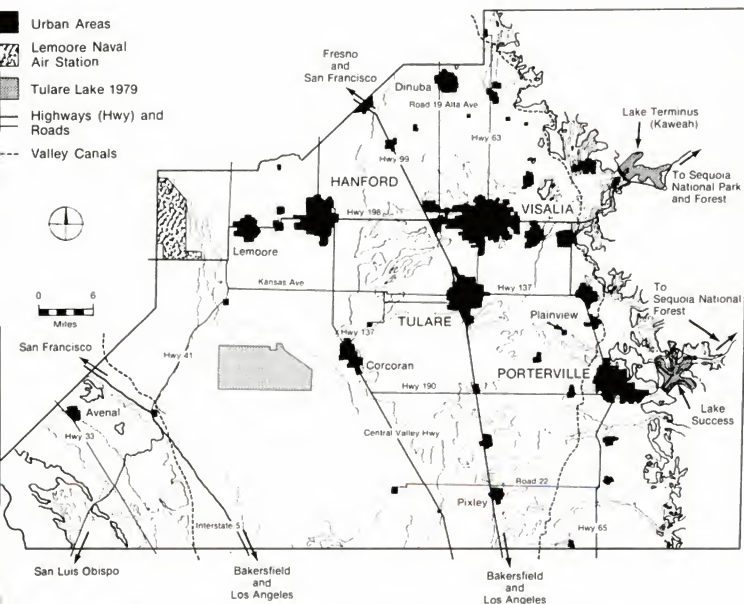 Urban Areas
Lemoore Naval
Air Station
Tulare Lake 1979
Highways (Hwy) and
Roads
Valley Canals
0 6
Miles
Fresno
and
San Francisco
Dinuba
Road 19 Alta Ave
Hwy 63
Lake Terminus
(Kaweah)
To Sequoia
National Park
and Forest
Hwy 99
HANFORD
Hwy 198
VISALIA
Lemoore
Kansas Ave
Hwy 137
To
Sequoia National
Forest
TULARE
Plainview
San Francisco
Hwy 41
Hwy 137
Corcoran
PORTERVILLE
Hwy 190
Lake
Success
Avenal
Hwy 33
Central Valley Hwy
Road 22
Pixley
Interstate 5
Hwy 65
San Luis Obispo
Bakersfield
and
Los Angeles
Bakersfield
and
Los Angeles